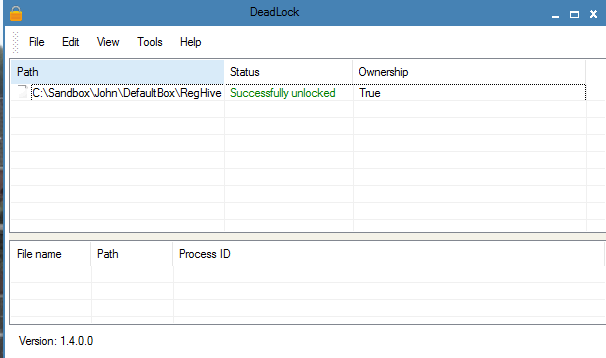 DeadLock
File Edit View Tools Help
Path Status Ownership
C:\Sandbox\John\DefaultBox\RegHive Successfully unlocked True
File name Path Process ID
Version: 1.4.0.0